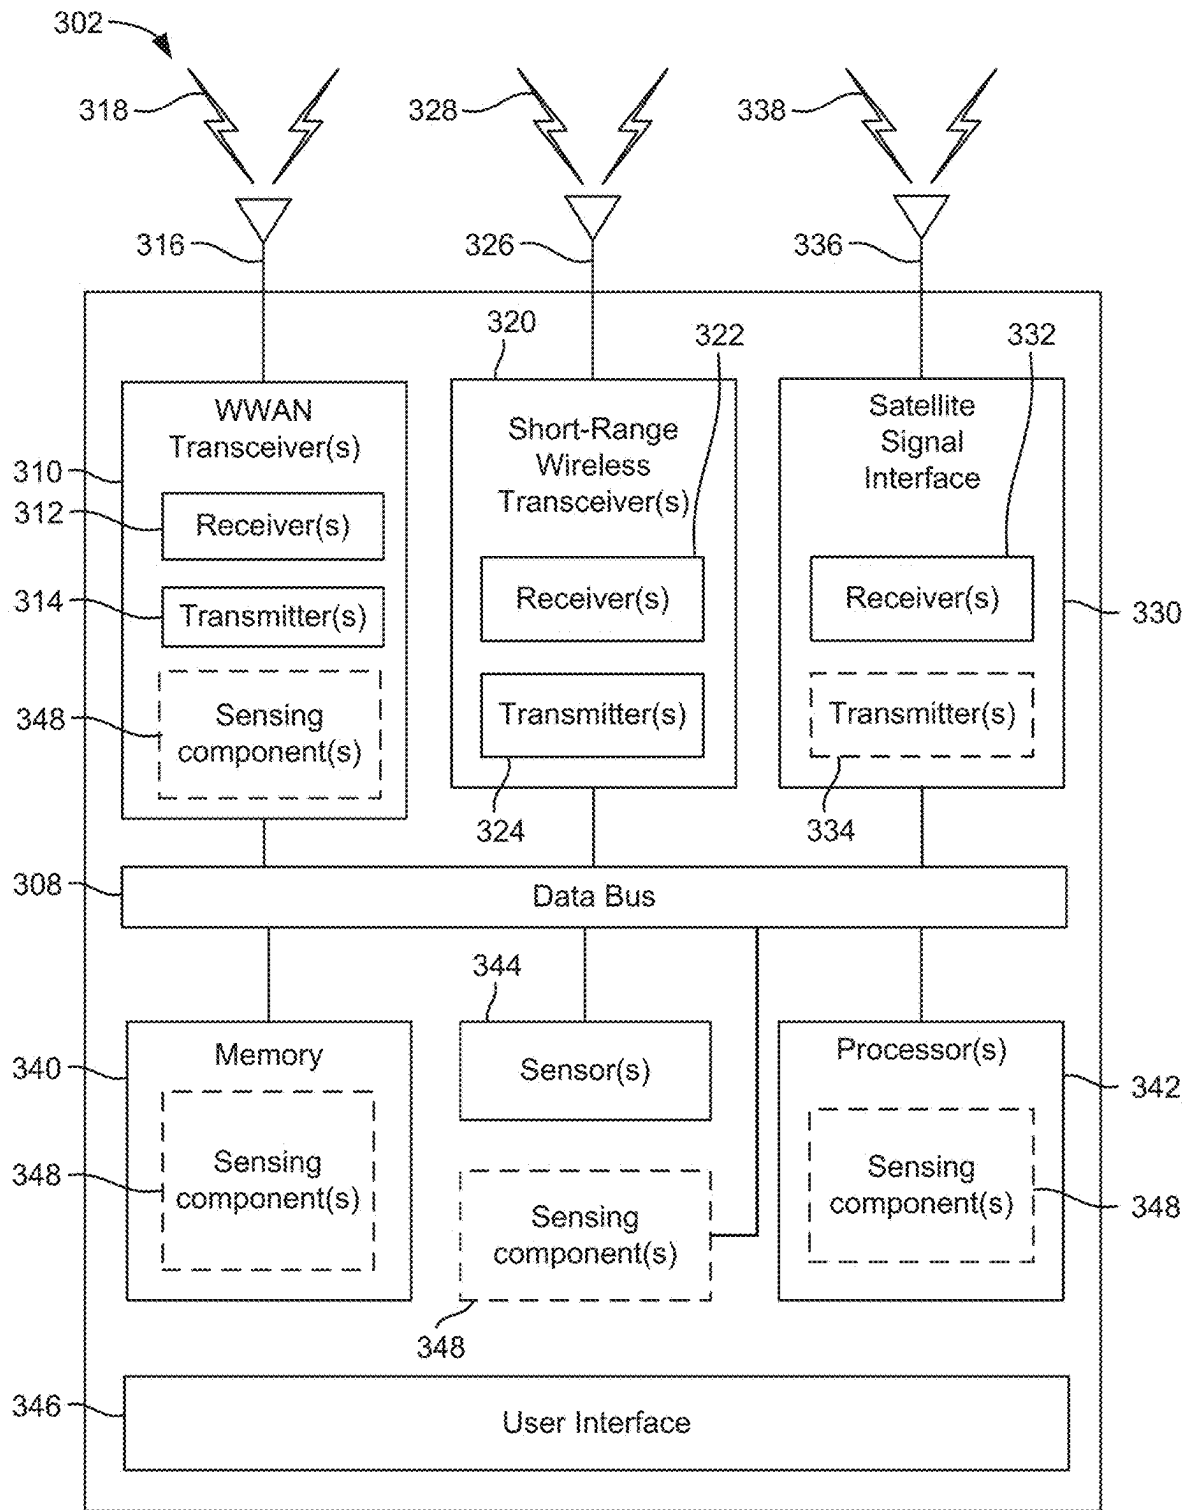 302
318
328
338
316
326
336
320
322
332
WWAN
Transceiver(s)
Short-Range
Wireless
Transceiver(s)
Satellite
Signal
Interface
310
312
Receiver(s)
314
Transmitter(s)
348
Sensing
component(s)
Receiver(s)
Transmitter(s)
324
Receiver(s)
330
Transmitter(s)
334
308
Data Bus
344
340
Memory
348
Sensing
component(s)
Sensor(s)
Sensing
component(s)
348
Processor(s)
342
Sensing
component(s)
348
346
User Interface